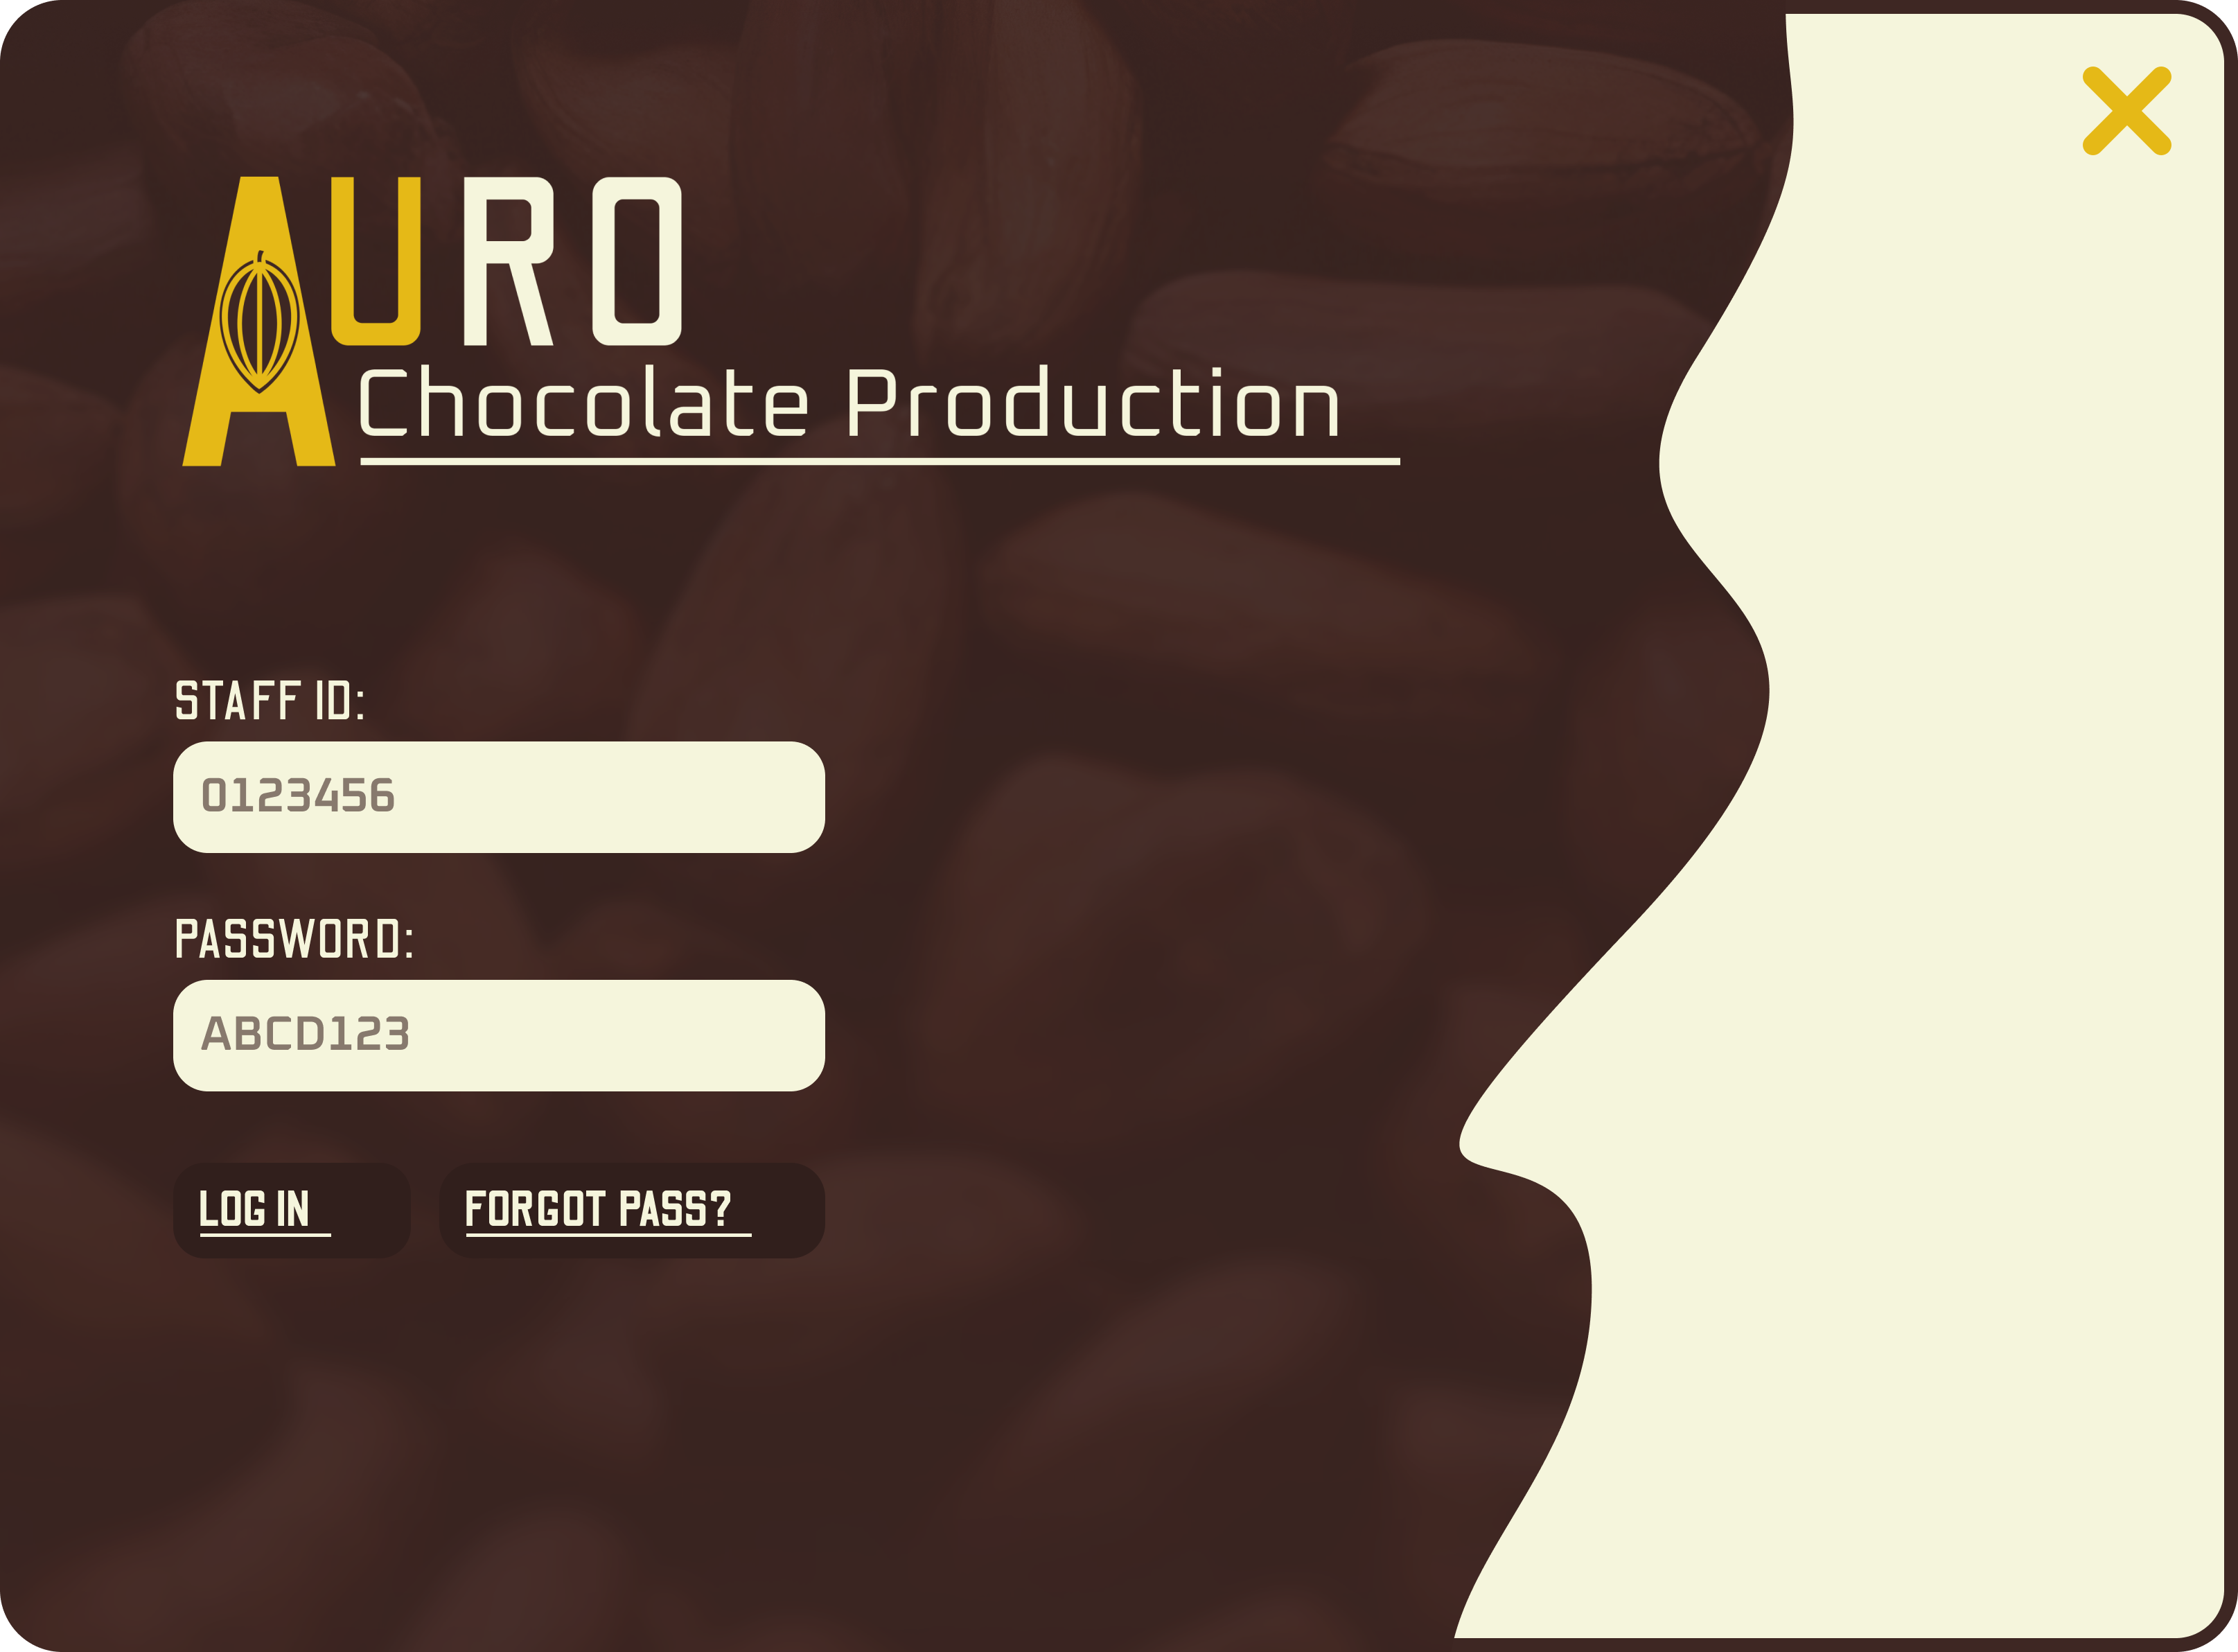 AURO
Chocolate Production
STAFF ID:
0123456
PASSWORD:
ABCD123
LOG IN
FORGOT PASS?